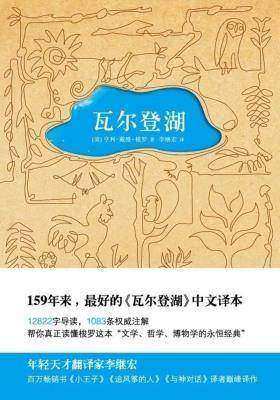 瓦尔登湖
[美] 亨利·戴维·梭罗 著 李继宏 译
159年来，最好的《瓦尔登湖》中文译本
12622字导读，1083条权威注解
帮你真正读懂梭罗这本“文学、哲学、博物学的永恒经典”
年轻天才翻译家李继宏
百万畅销书《小王子》《追风筝的人》《与神对话》译者巅峰译作